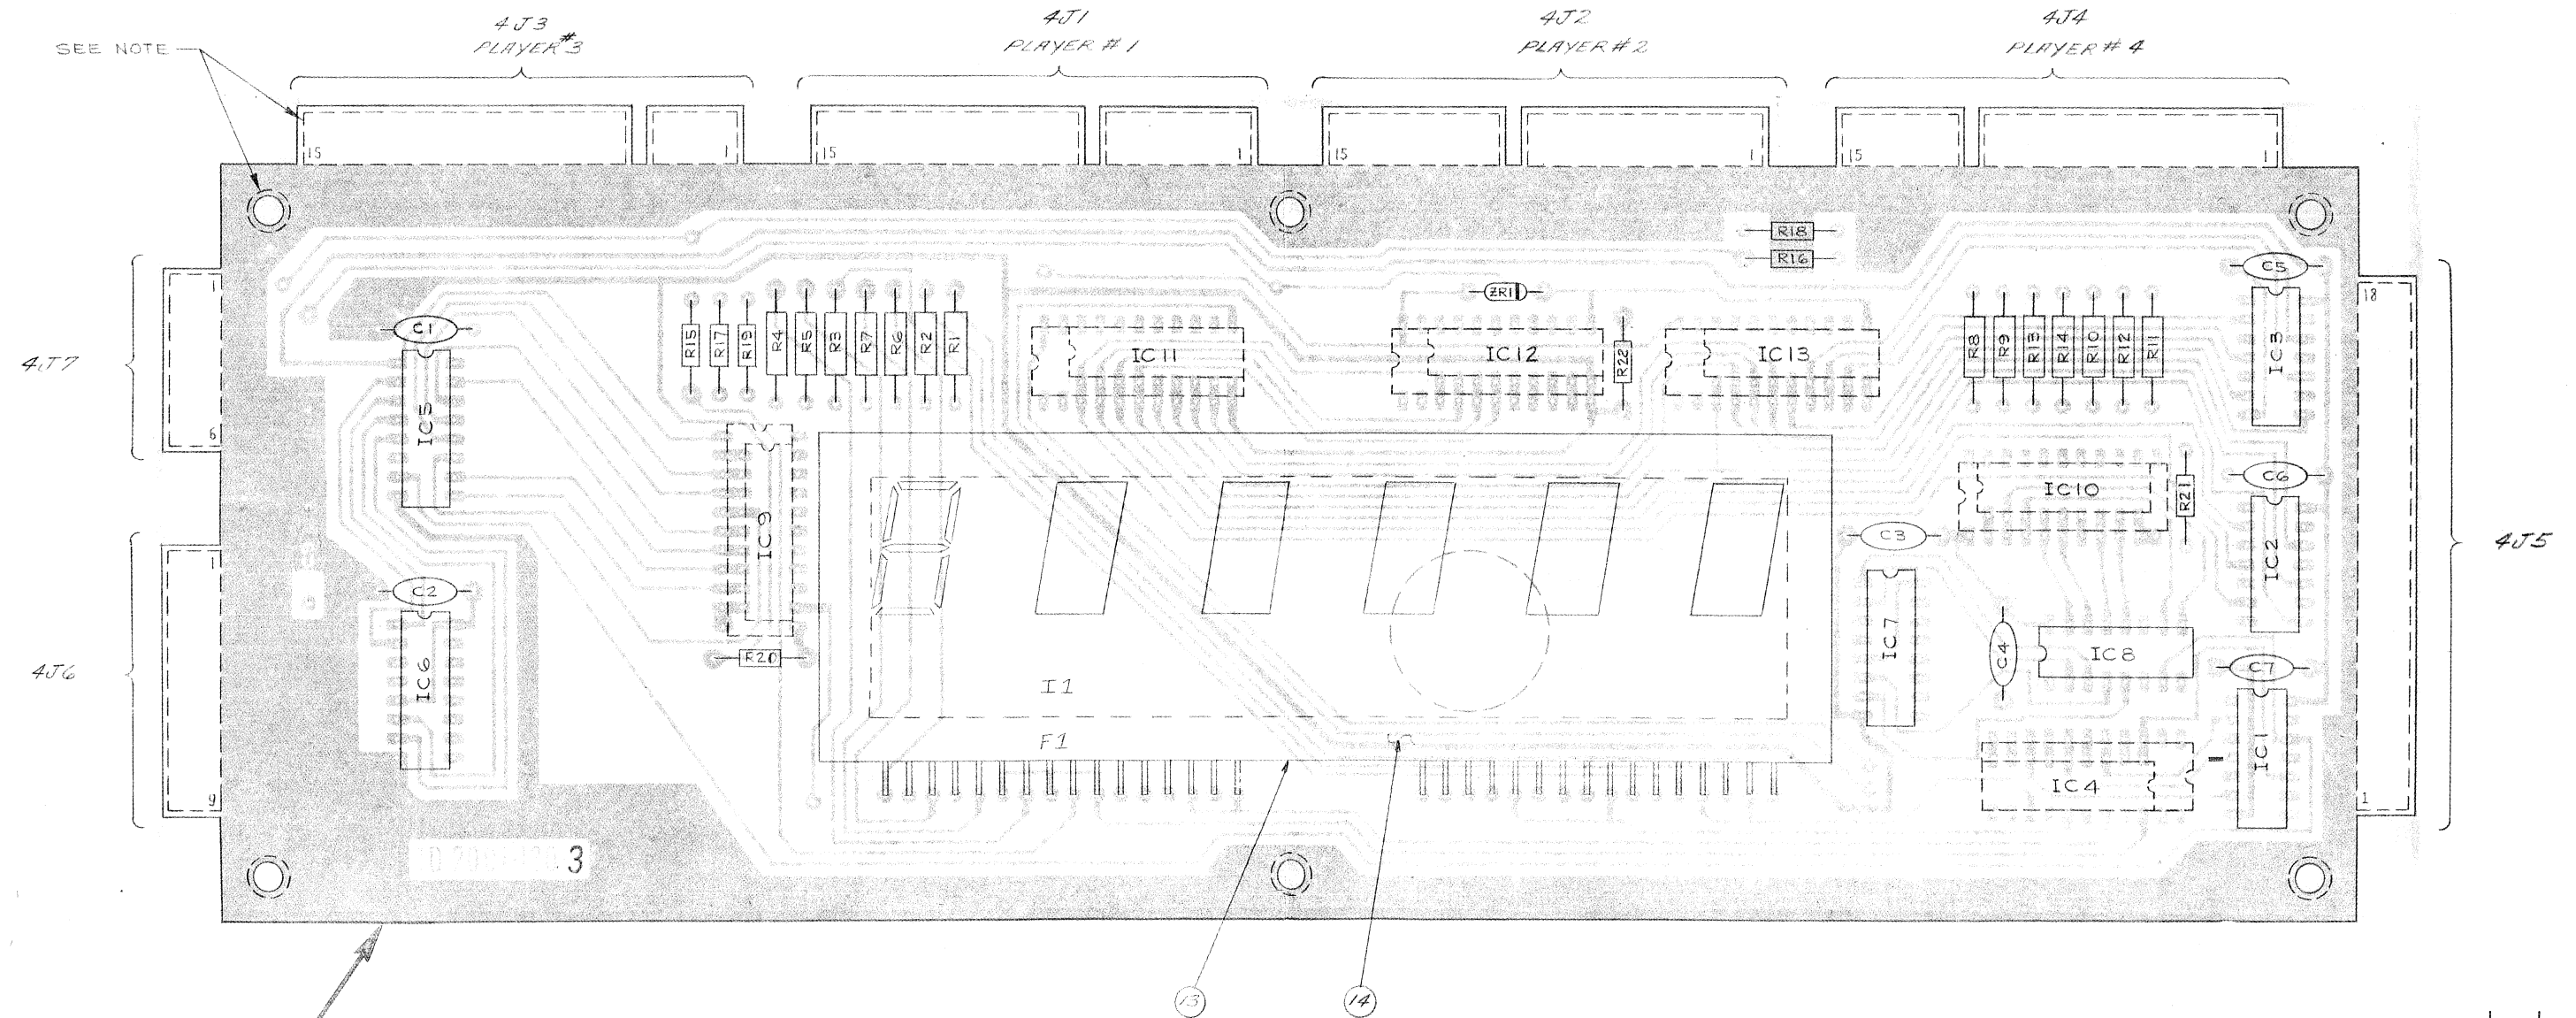 SEE NOTE
4J3
PLAYER #3
4J1
PLAYER # 1
4J2
PLAYER # 2
4J4
PLAYER # 4
15
1
15
1
15
1
15
1
4J7
1
6
4J6
9
4J5
18
1
R18
R16
ZR1
C5
IC3
C1
IC5
R15
R17
R19
R4
R5
R3
R7
R6
R2
R1
IC11
IC12
R22
IC13
R8
R9
R13
R14
R10
R12
R11
IC9
IC10
R21
C6
IC2
C3
IC7
C2
IC6
R20
C4
IC8
C7
IC1
I1
F1
IC4
3
13
14